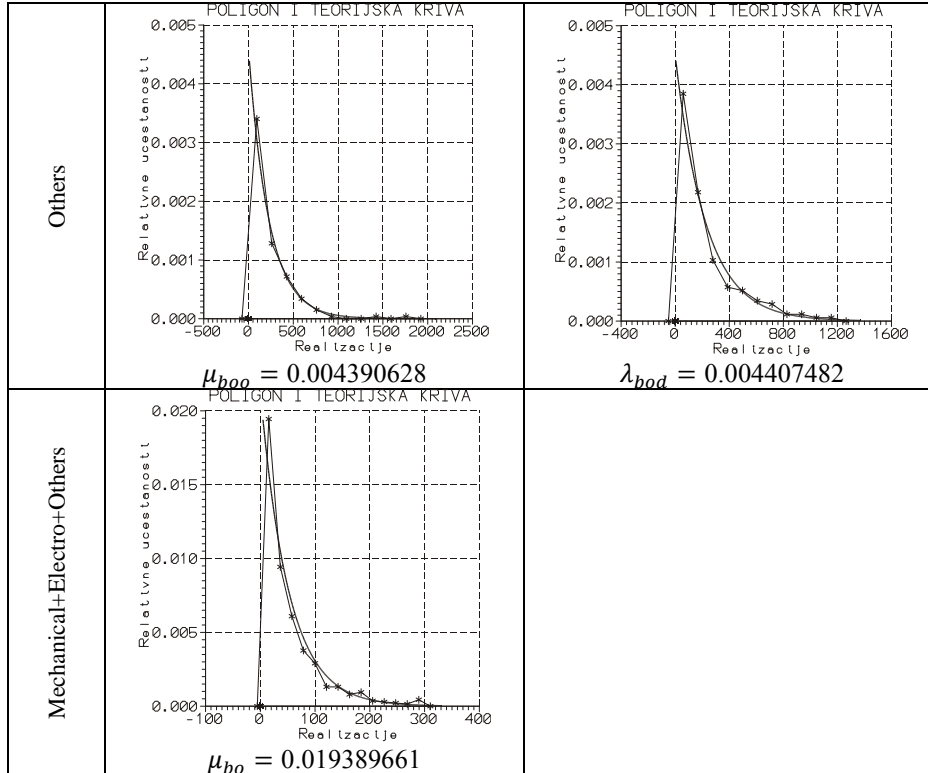 POLIGON I TEORIJSKA KRIVA
POLIGON I TEORIJSKA KRIVA
Others
Relativne ucestanosti
0.005
0.004
0.003
0.002
0.001
0.000
-500 0 500 1000 1500 2000 2500
Realizacije
μboo = 0.004390628
Relativne ucestanosti
0.005
0.004
0.003
0.002
0.001
0.000
-400 0 400 800 1200 1600
Realizacije
λbod = 0.004407482
Mechanical+Electro+Others
POLIGON I TEORIJSKA KRIVA
Relativne ucestanosti
0.020
0.015
0.010
0.005
0.000
-100 0 100 200 300 400
Realizacije
μbo = 0.019389661